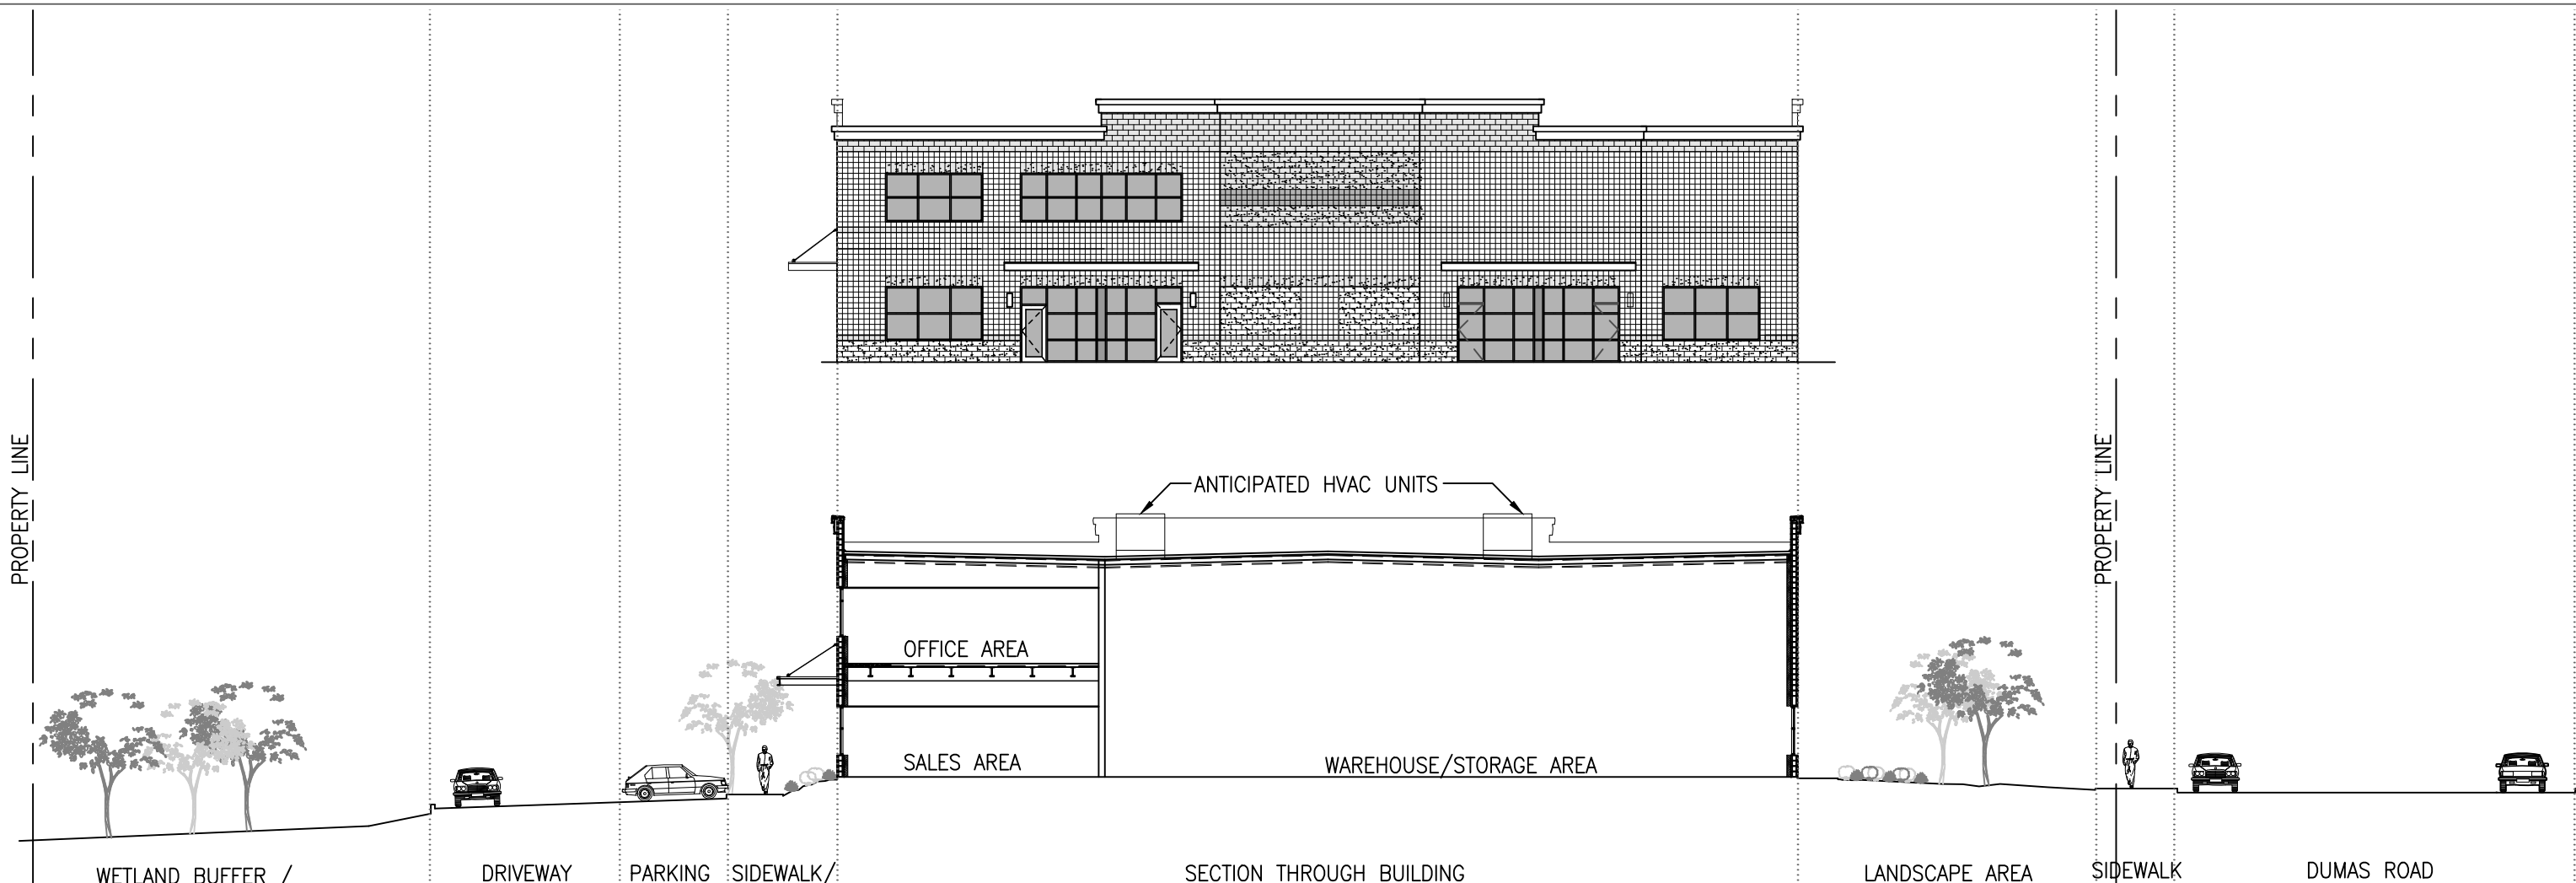 PROPERTY LINE
PROPERTY LINE
ANTICIPATED HVAC UNITS
OFFICE AREA
SALES AREA
WAREHOUSE/STORAGE AREA
WETLAND BUFFER /
DRIVEWAY
PARKING
SIDEWALK/
SECTION THROUGH BUILDING
LANDSCAPE AREA
SIDEWALK
DUMAS ROAD